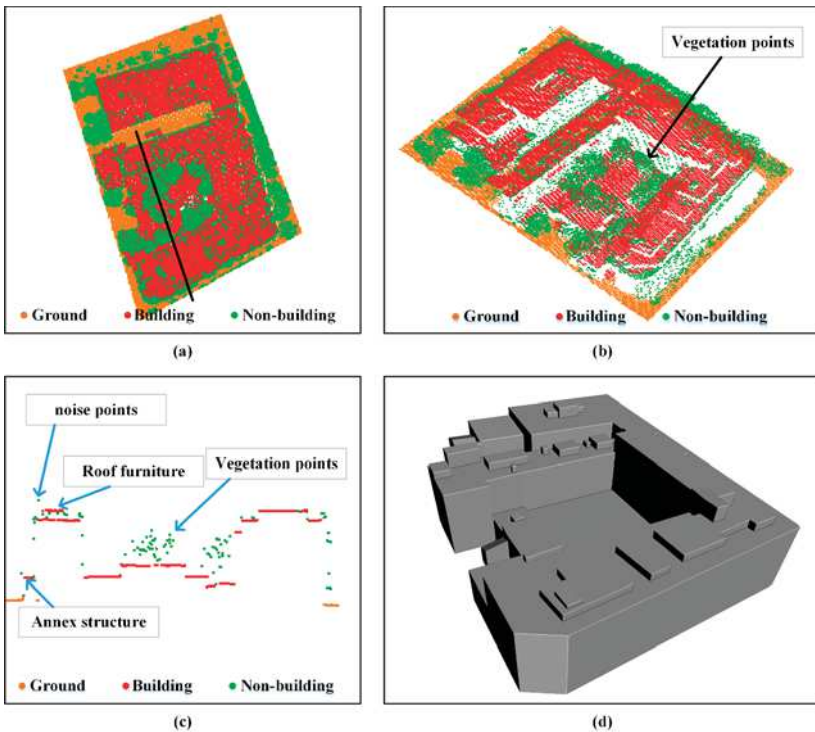 Vegetation points
Ground
Building
Non-building
(a)
Ground
Building
Non-building
(b)
noise points
Roof furniture
Vegetation points
Annex structure
Ground
Building
Non-building
(c)
(d)